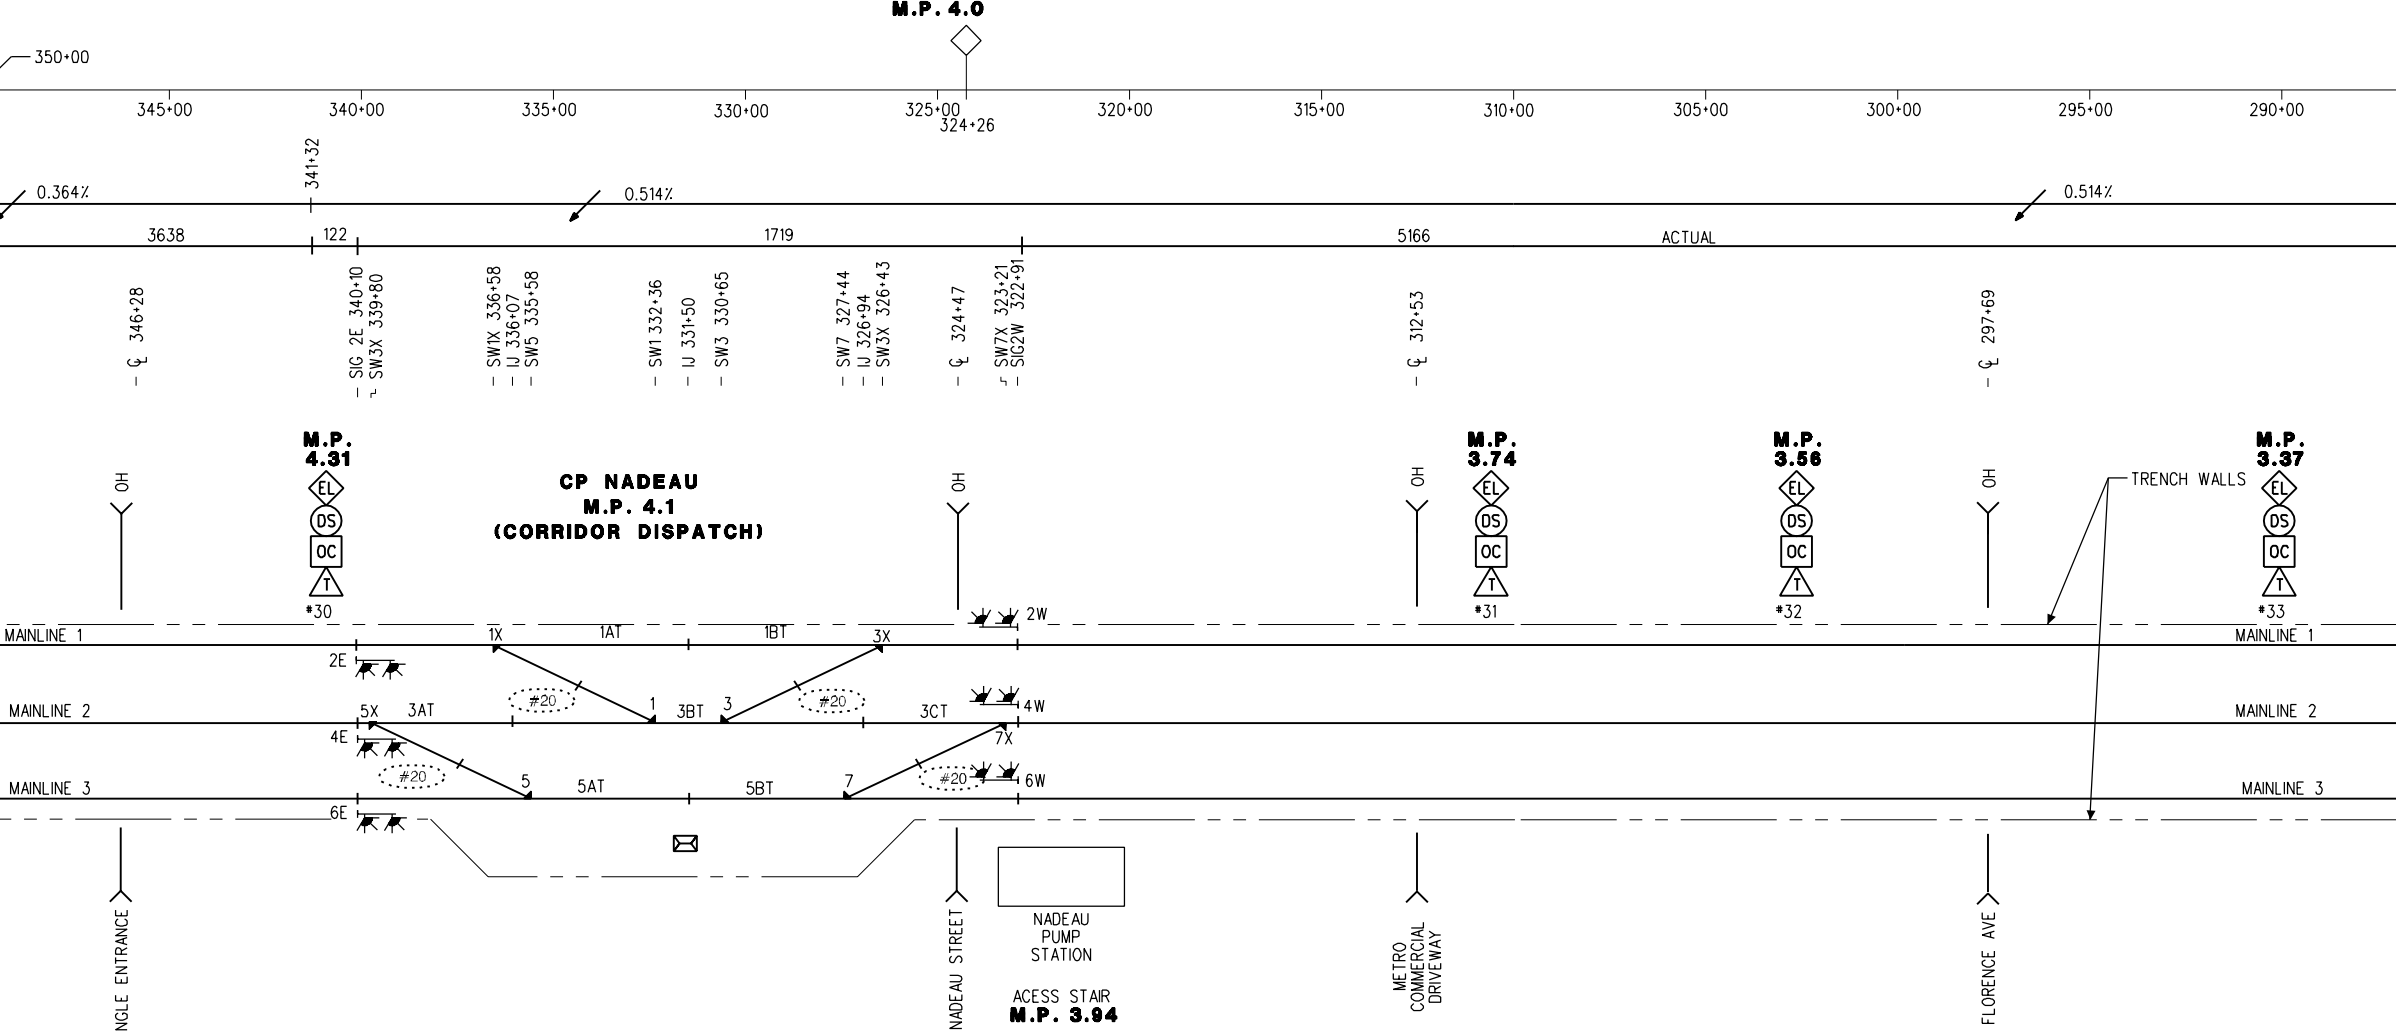 M.P. 4.0
350+00
345+00 340+00 335+00 330+00 325+00 320+00 315+00 310+00 305+00 300+00 295+00 290+00
324+26
341+32
0.364% 0.514% 0.514%
3638 122 1719 5166 ACTUAL
℄ 346+28
SIG 2E 340+10
SW3X 339+80
SW1X 336+58
IJ 336+07
SW5 335+58
SW1 332+36
IJ 331+50
SW3 330+65
SW7 327+44
IJ 326+94
SW3X 326+43
℄ 324+47
SW7X 323+21
SIG2W 322+91
℄ 312+53
℄ 297+69
OH
M.P.
4.31
EL
DS
OC
T
#30
CP NADEAU
M.P. 4.1
(CORRIDOR DISPATCH)
OH
OH
M.P.
3.74
EL
DS
OC
T
#31
M.P.
3.56
EL
DS
OC
T
#32
OH
TRENCH WALLS
M.P.
3.37
EL
DS
OC
T
#33
2W
MAINLINE 1 1X 1AT 1BT 3X MAINLINE 1
2E
#20 #20
MAINLINE 2 5X 3AT 1 3BT 3 3CT 4W MAINLINE 2
4E 7X
#20 #20
MAINLINE 3 5 5AT 5BT 7 6W MAINLINE 3
6E
NGLE ENTRANCE
NADEAU STREET
NADEAU
PUMP
STATION
ACESS STAIR
M.P. 3.94
METRO
COMMERCIAL
DRIVEWAY
FLORENCE AVE